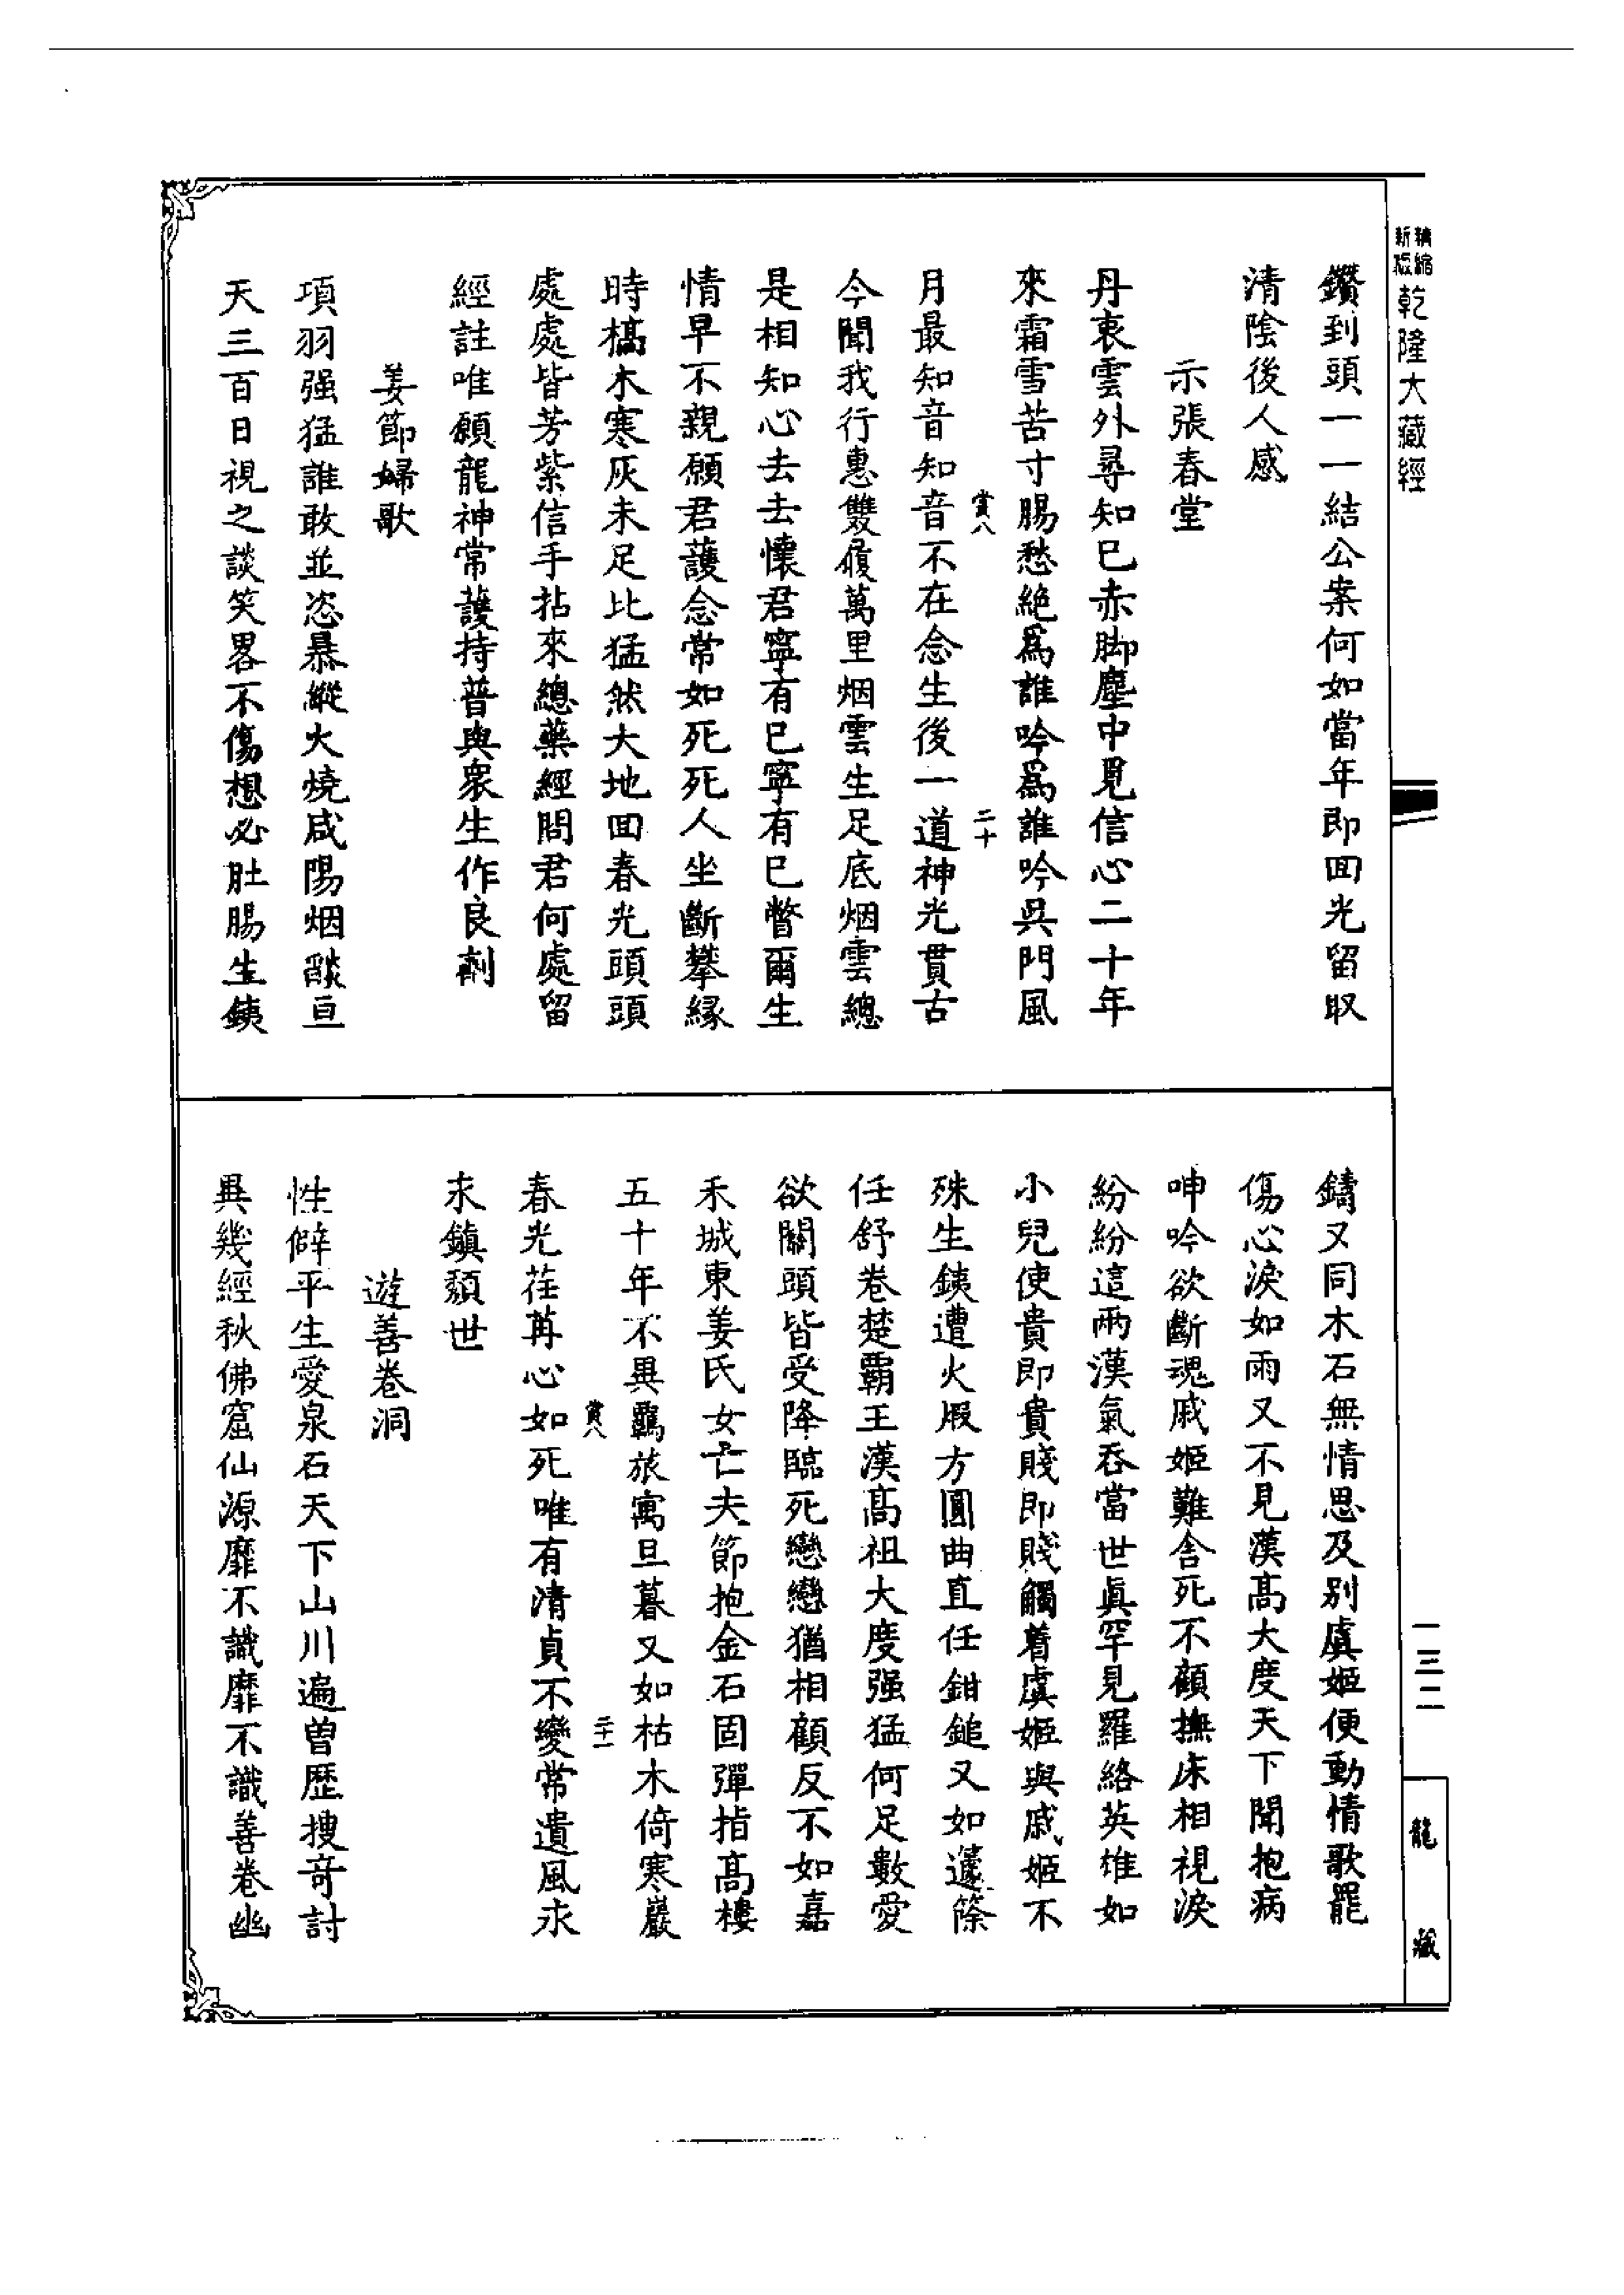 新縮乾隆大藏經
鑽到頭一一結公案何如當年即回光留取
清陰後人感
示張春堂
丹衷雲外尋知已赤脚塵中覓信心二十年
來霜雪苦寸腸愁絶爲誰吟爲誰吟吳門風
賞八
二十
月最知音知音不在念生後一道神光貫古
今聞我行惠雙履萬里烟雲生足底烟雲總
是相知心去去懷君寧有已寧有已瞥爾生
情早不親願君護念常如死死人坐斷攀縁
時槁木寒灰未足比猛然大地回春光頭頭
處處皆芳紫信手拈來總藥經問君何處留
經註唯願龍神常護持普與衆生作良劑
姜節婦歌
項羽强猛誰敢並恣暴縱火燒咸陽烟燄亘
天三百日視之談笑畧不傷想必肚腸生鐵
鑄又同木石無情思及別虞姬便動情歌罷
傷心淚如雨又不見漢高大度天下聞抱病
呻吟欲斷魂戚姬難舍死不顧撫床相視淚
紛紛這兩漢氣吞當世眞罕見羅絡英雄如
小兒使貴即貴賤即賤觸着虞姬與戚姬不
殊生鐵遭火煅方圓曲直任鉗鎚又如籧篨
任舒卷楚霸王漢髙祖大度强猛何足數愛
欲關頭皆受降臨死戀戀猶相顧反不如嘉
禾城東姜氏女亡夫節抱金石固彈指髙樓
五十年不異羈旅寓旦暮又如枯木倚寒巖
賞八
二十一
春光荏苒心如死唯有清貞不變常遺風永
永鎮頹世
遊善卷洞
性僻平生愛泉石天下山川遍曾歷搜奇討
異幾經秋佛窟仙源靡不識靡不識善卷幽
一三二
龍
藏